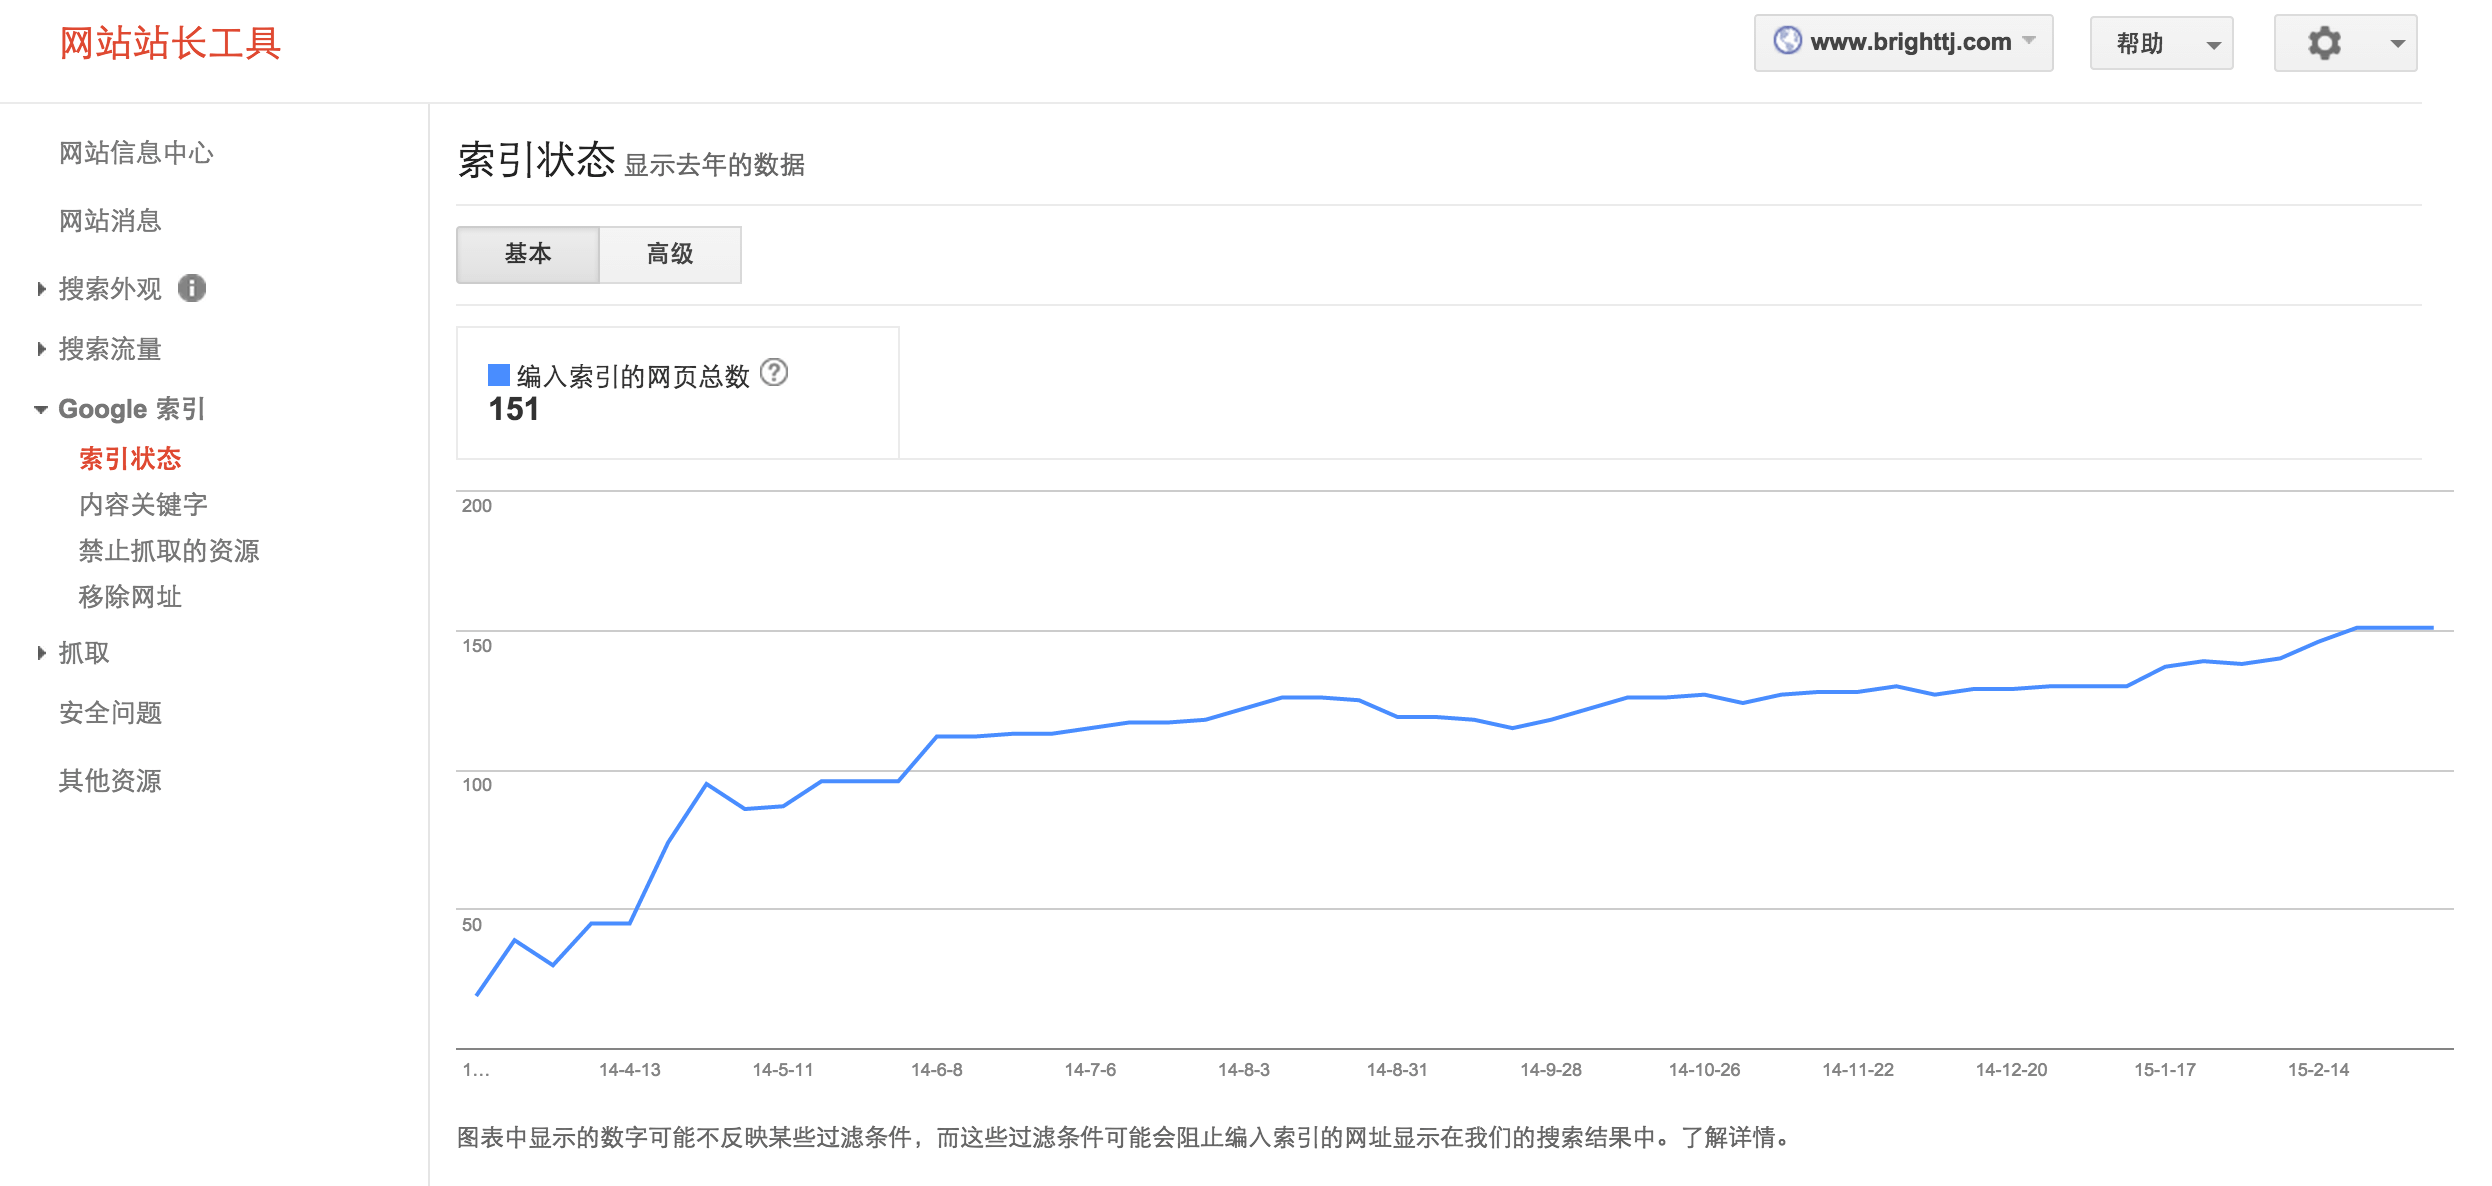 网站站长工具
www.brighttj.com
帮助
网站信息中心
网站消息
搜索外观
搜索流量
Google 索引
索引状态
内容关键字
禁止抓取的资源
移除网址
抓取
安全问题
其他资源
索引状态 显示去年的数据
基本
高级
编入索引的网页总数
151
200
150
100
50
1...
14-4-13
14-5-11
14-6-8
14-7-6
14-8-3
14-8-31
14-9-28
14-10-26
14-11-22
14-12-20
15-1-17
15-2-14
图表中显示的数字可能不反映某些过滤条件，而这些过滤条件可能会阻止编入索引的网址显示在我们的搜索结果中。了解详情。